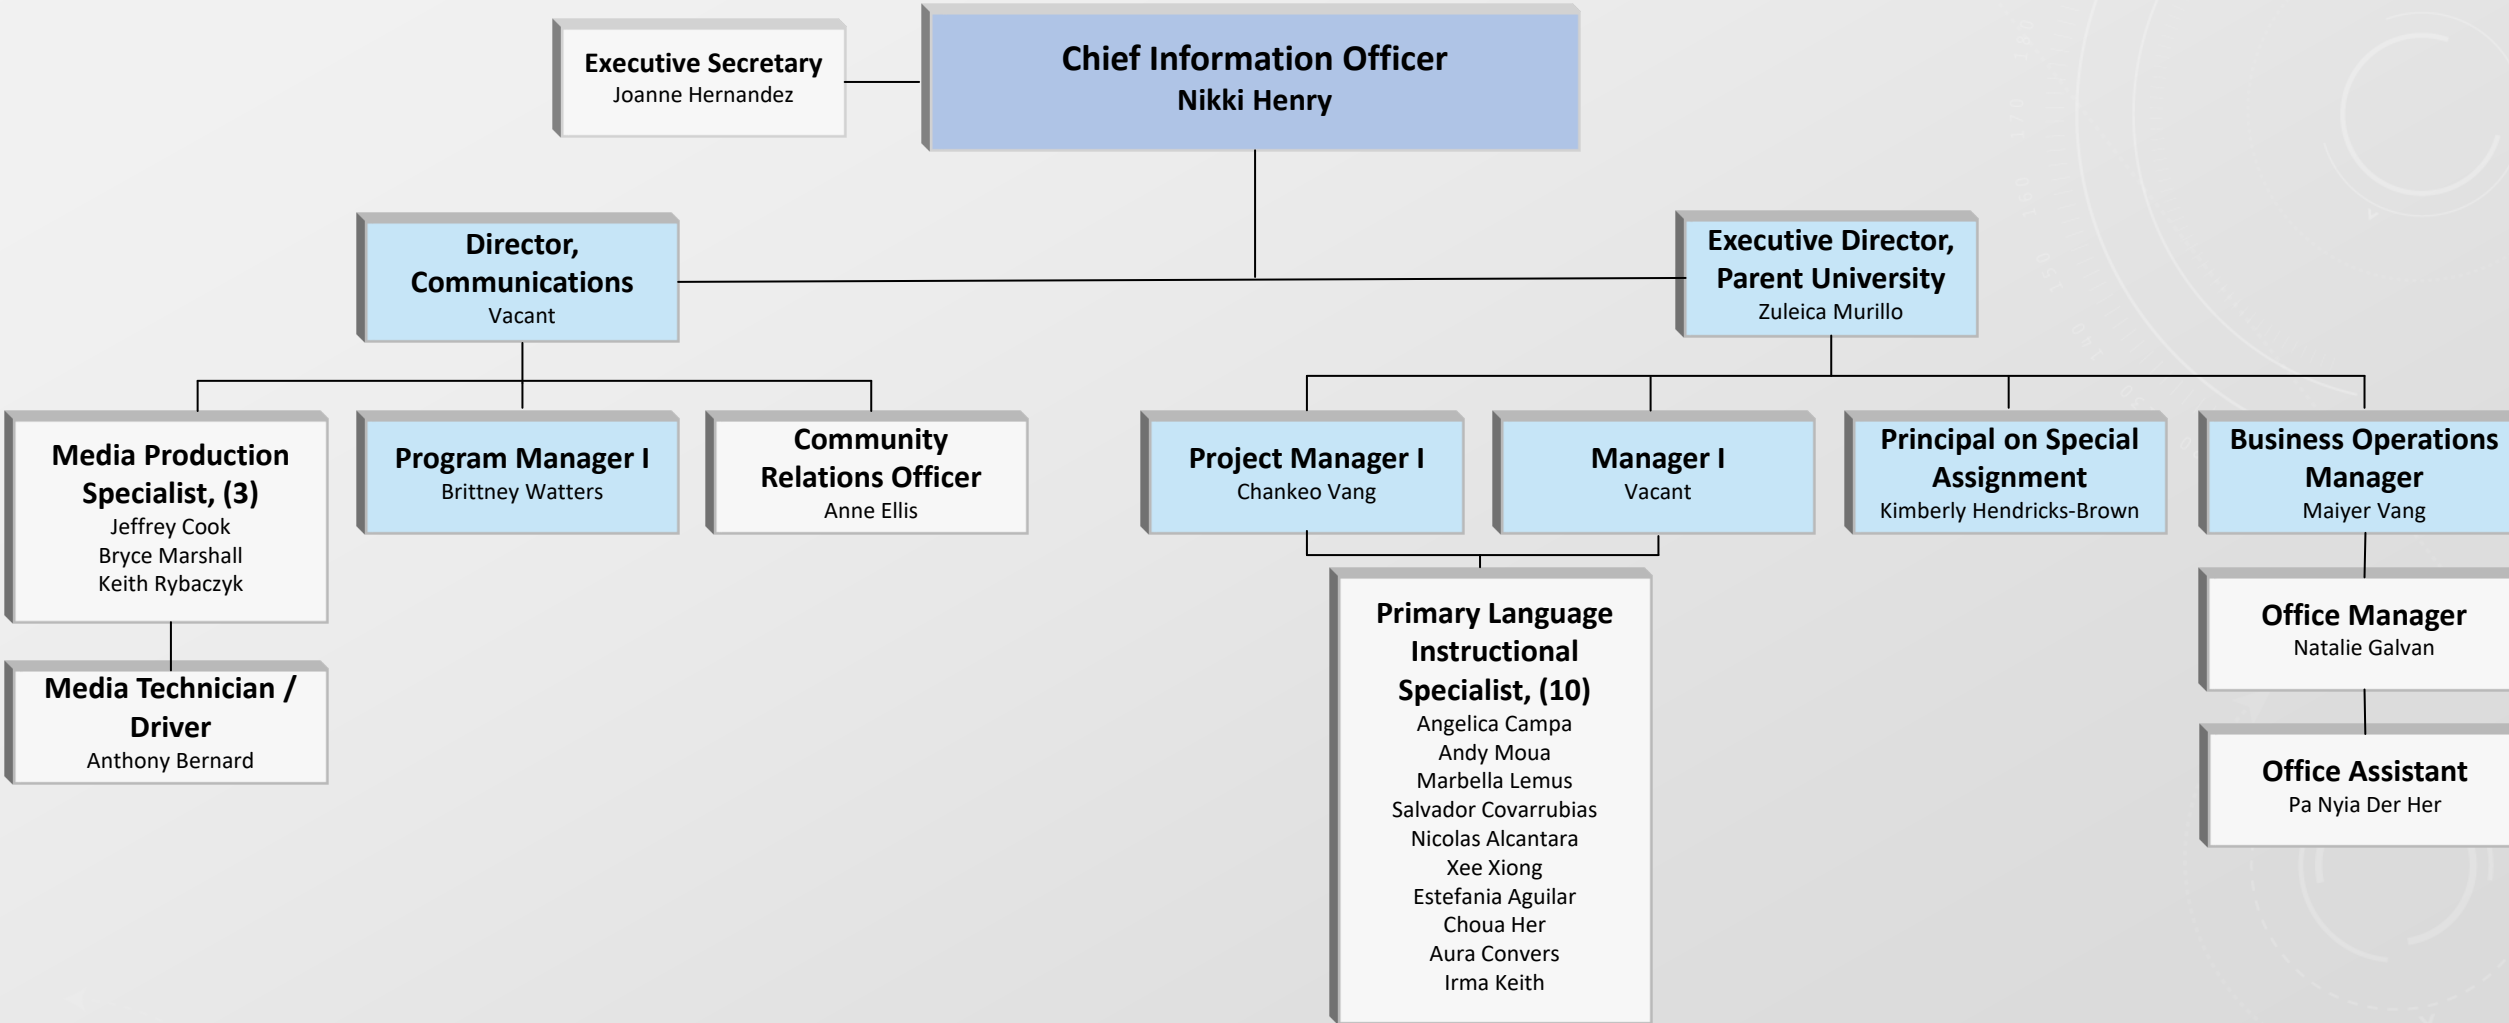 Executive Secretary
Joanne Hernandez
Chief Information Officer
Nikki Henry
Director,
Communications
Vacant
Executive Director,
Parent University
Zuleica Murillo
Media Production
Specialist, (3)
Jeffrey Cook
Bryce Marshall
Keith Rybaczyk
Program Manager I
Brittney Watters
Community
Relations Officer
Anne Ellis
Project Manager I
Chankeo Vang
Manager I
Vacant
Principal on Special
Assignment
Kimberly Hendricks-Brown
Business Operations
Manager
Maiyer Vang
Media Technician /
Driver
Anthony Bernard
Primary Language
Instructional
Specialist, (10)
Angelica Campa
Andy Moua
Marbella Lemus
Salvador Covarrubias
Nicolas Alcantara
Xee Xiong
Estefania Aguilar
Choua Her
Aura Convers
Irma Keith
Office Manager
Natalie Galvan
Office Assistant
Pa Nyia Der Her